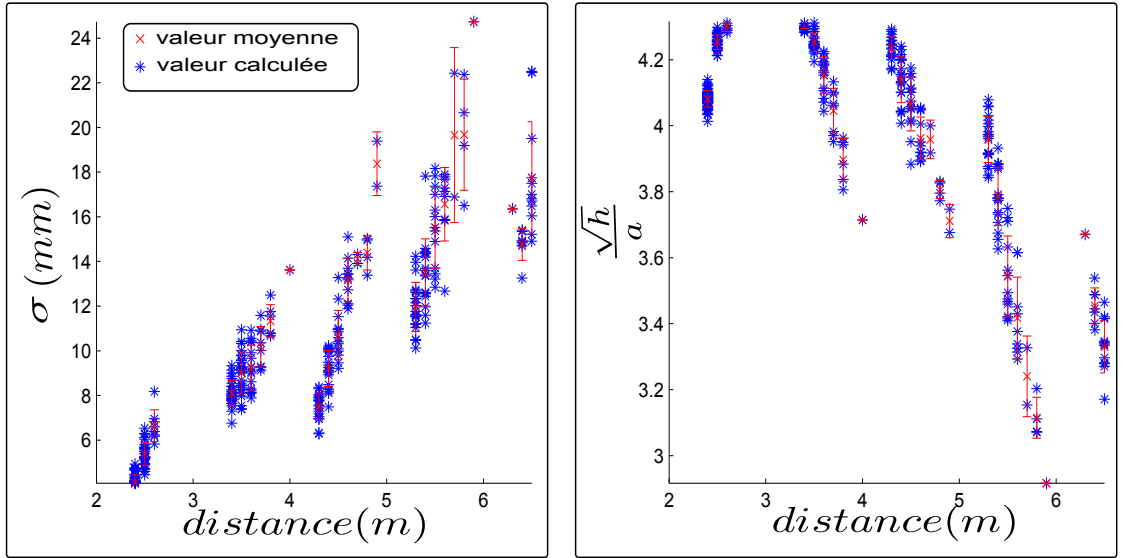 24
22
20
18
16
14
12
10
8
6
σ (mm)
valeur moyenne
valeur calculée
2 3 4 5 6
distance(m)
4.2
4
3.8
3.6
3.4
3.2
3
√h/a
2 3 4 5 6
distance(m)